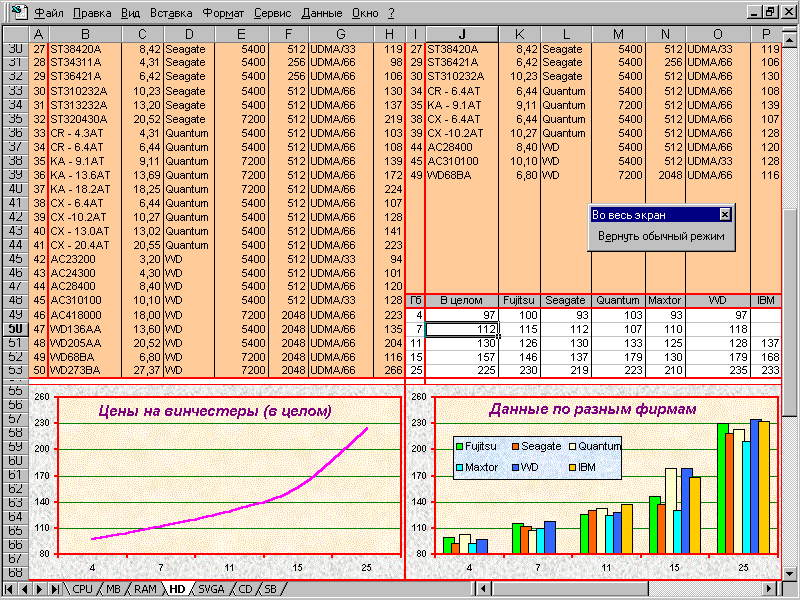 Файл Правка Вид Вставка Формат Сервис Данные Окно ?
A B C D E F G H I J K L M N O P
30 27 ST38420A 8,42 Seagate 5400 512 UDMA/33 119 27 ST38420A 8,42 Seagate 5400 512 UDMA/33 119
31 28 ST34311A 4,31 Seagate 5400 256 UDMA/66 98 29 ST36421A 6,42 Seagate 5400 256 UDMA/66 106
32 29 ST36421A 6,42 Seagate 5400 256 UDMA/66 106 30 ST310232A 10,23 Seagate 5400 512 UDMA/66 130
33 30 ST310232A 10,23 Seagate 5400 512 UDMA/66 130 34 CR - 6.4AT 6,44 Quantum 5400 512 UDMA/66 108
34 31 ST313232A 13,20 Seagate 5400 512 UDMA/66 137 35 KA - 9.1AT 9,11 Quantum 7200 512 UDMA/66 139
35 32 ST320430A 20,52 Seagate 5400 512 UDMA/66 219 38 CX - 6.4AT 6,44 Quantum 5400 512 UDMA/66 107
36 33 CR - 4.3AT 4,31 Quantum 5400 512 UDMA/66 103 39 CX -10.2AT 10,27 Quantum 5400 512 UDMA/66 128
37 34 CR - 6.4AT 6,44 Quantum 5400 512 UDMA/66 108 44 AC28400 8,40 WD 5400 512 UDMA/66 120
38 35 KA - 9.1AT 9,11 Quantum 7200 512 UDMA/66 139 45 AC310100 10,10 WD 5400 512 UDMA/33 128
39 36 KA - 13.6AT 13,69 Quantum 7200 512 UDMA/66 172 49 WD68BA 6,80 WD 7200 2048 UDMA/66 116
40 37 KA - 18.2AT 18,25 Quantum 7200 512 UDMA/66 224
41 38 CX - 6.4AT 6,44 Quantum 5400 512 UDMA/66 107
42 39 CX -10.2AT 10,27 Quantum 5400 512 UDMA/66 128
43 40 CX - 13.0AT 13,02 Quantum 5400 512 UDMA/66 141
44 41 CX - 20.4AT 20,55 Quantum 5400 512 UDMA/66 223
Во весь экран
Вернуть обычный режим
45 42 AC23200 3,20 WD 5400 512 UDMA/33 94
46 43 AC24300 4,30 WD 5400 512 UDMA/66 101
47 44 AC28400 8,40 WD 5400 512 UDMA/66 120
48 45 AC310100 10,10 WD 5400 512 UDMA/33 128 Гб В целом Fujitsu Seagate Quantum Maxtor WD IBM
49 46 AC418000 18,00 WD 7200 2048 UDMA/66 223 4 97 100 93 103 93 97
50 47 WD136AA 13,60 WD 5400 2048 UDMA/66 135 7 112 115 112 107 110 118
51 48 WD205AA 20,52 WD 5400 2048 UDMA/66 204 11 130 126 130 133 125 128 137
52 49 WD68BA 6,80 WD 7200 2048 UDMA/66 116 15 157 146 137 179 130 179 168
53 50 WD273BA 27,37 WD 7200 2048 UDMA/66 266 25 225 230 219 223 210 235 233
55
56
57
58
59
60
61
62
63
64
65
66
67
68
Цены на винчестеры (в целом)
260
230
200
170
140
110
80
4 7 11 15 25
Данные по разным фирмам
260
230
200
170
140
110
80
Fujitsu Seagate Quantum
Maxtor WD IBM
4 7 11 15 25
CPU MB RAM HD SVGA CD SB